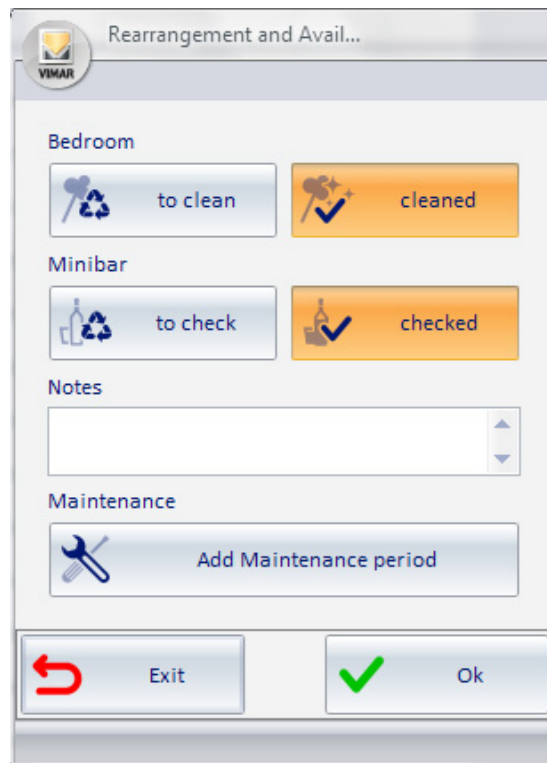 Rearrangement and Avail...
VIMAR
Bedroom
to clean
cleaned
Minibar
to check
checked
Notes
Maintenance
Add Maintenance period
Exit
Ok